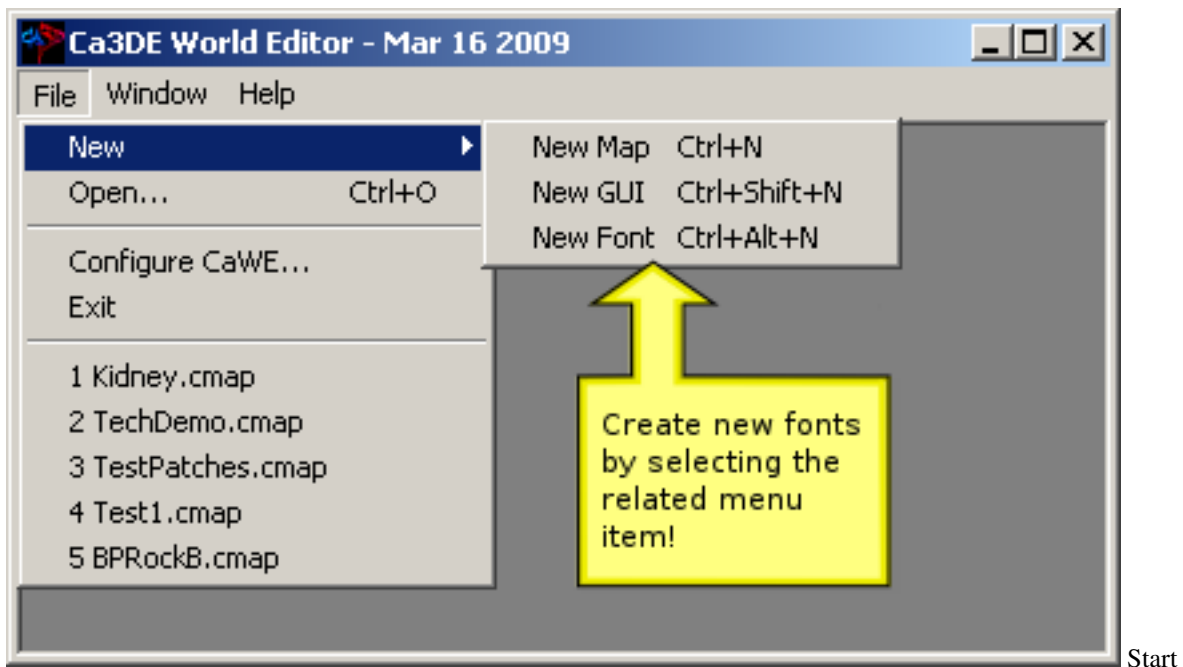 Ca3DE World Editor - Mar 16 2009
File Window Help
New
Open... Ctrl+O
Configure CaWE...
Exit
1 Kidney.cmap
2 TechDemo.cmap
3 TestPatches.cmap
4 Test1.cmap
5 BPRockB.cmap
New Map Ctrl+N
New GUI Ctrl+Shift+N
New Font Ctrl+Alt+N
Create new fonts
by selecting the
related menu
item!
Start